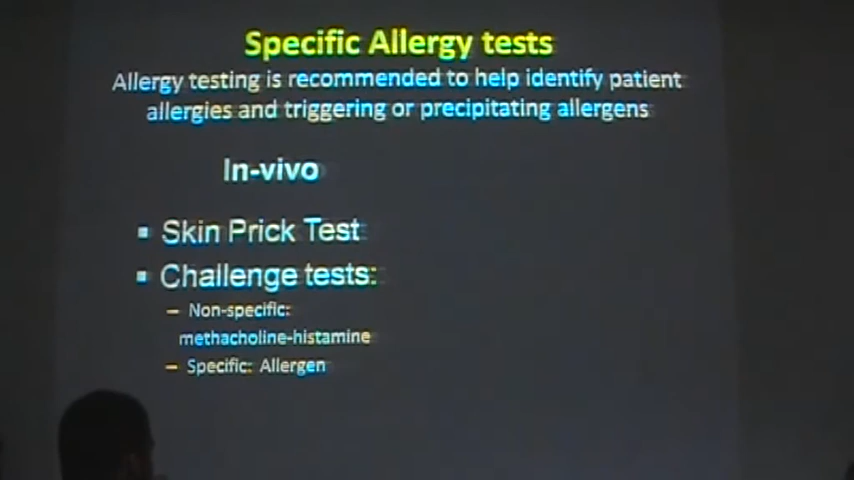 Specific Allergy tests
Allergy testing is recommended to help identify patient
allergies and triggering or precipitating allergens
In-vivo
▪ Skin Prick Test
▪ Challenge tests:
– Non-specific:
methacholine-histamine
– Specific: Allergen